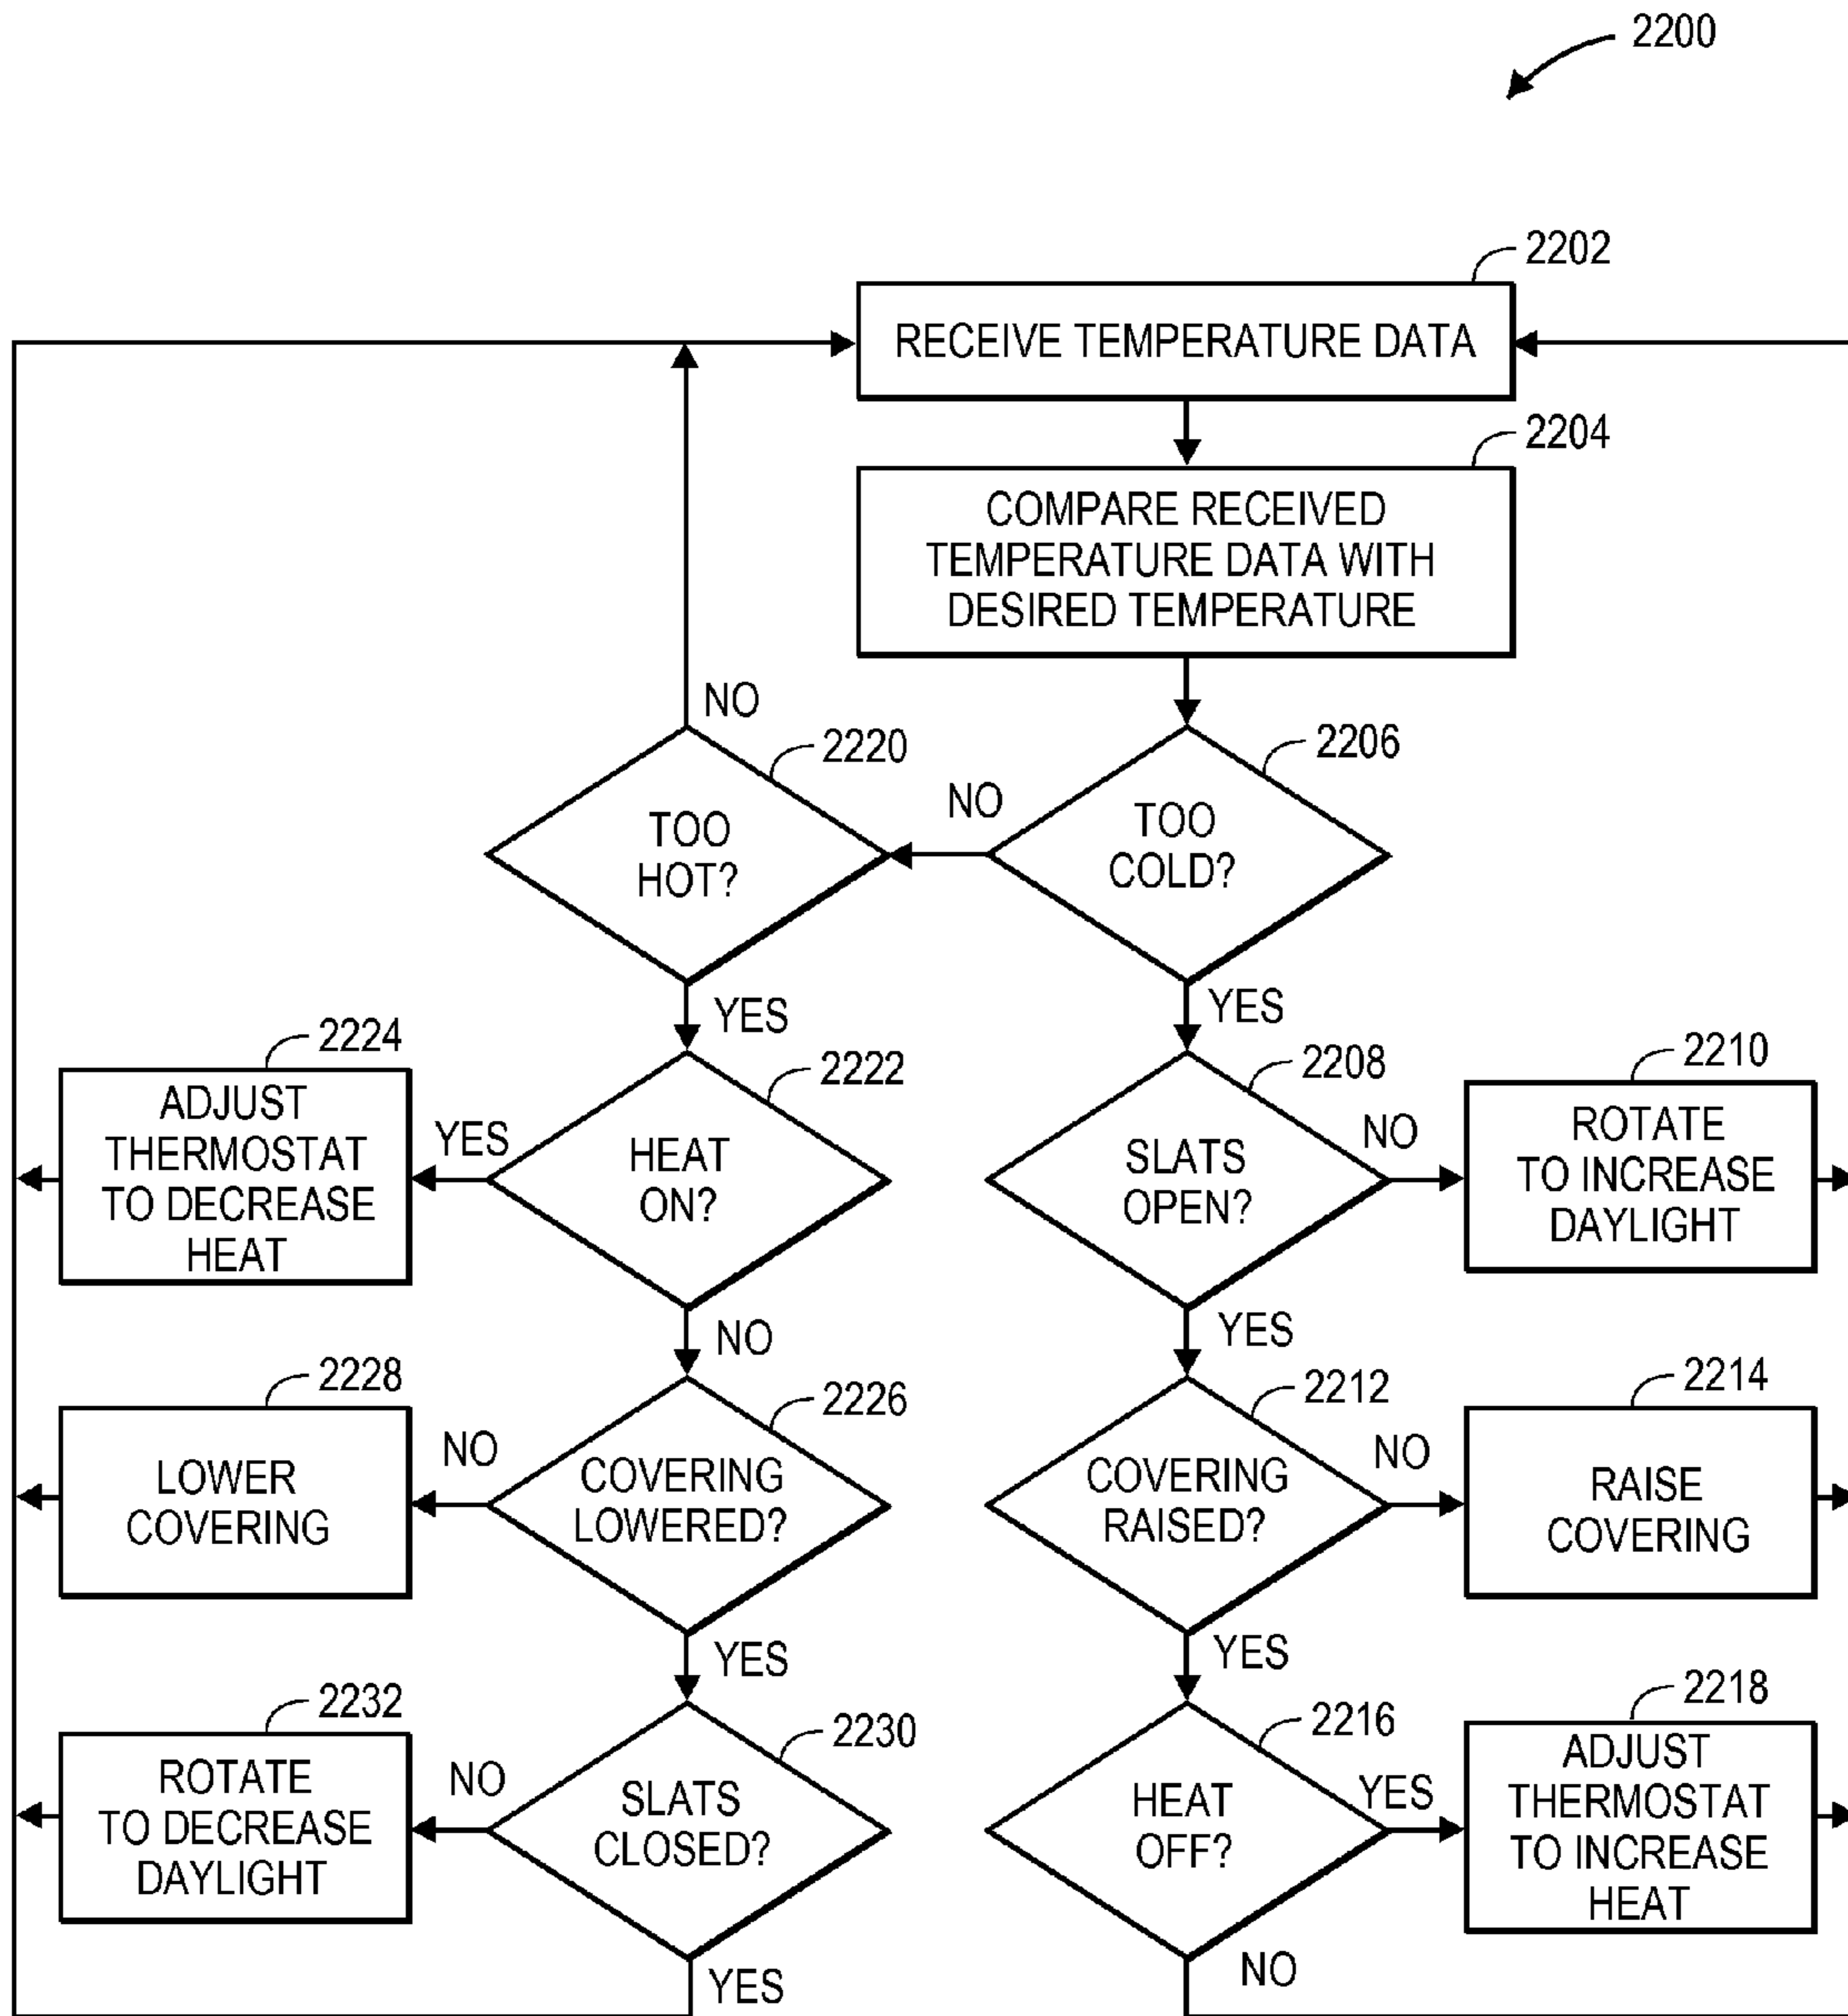 2200
2202
RECEIVE TEMPERATURE DATA
2204
COMPARE RECEIVED
TEMPERATURE DATA WITH
DESIRED TEMPERATURE
NO
2220
TOO
HOT?
NO
2206
TOO
COLD?
YES
YES
2224
ADJUST
THERMOSTAT
TO DECREASE
HEAT
YES
2222
HEAT
ON?
2208
SLATS
OPEN?
NO
2210
ROTATE
TO INCREASE
DAYLIGHT
NO
YES
2228
LOWER
COVERING
NO
2226
COVERING
LOWERED?
2212
COVERING
RAISED?
NO
2214
RAISE
COVERING
YES
YES
2232
ROTATE
TO DECREASE
DAYLIGHT
NO
2230
SLATS
CLOSED?
2216
HEAT
OFF?
YES
2218
ADJUST
THERMOSTAT
TO INCREASE
HEAT
YES
NO